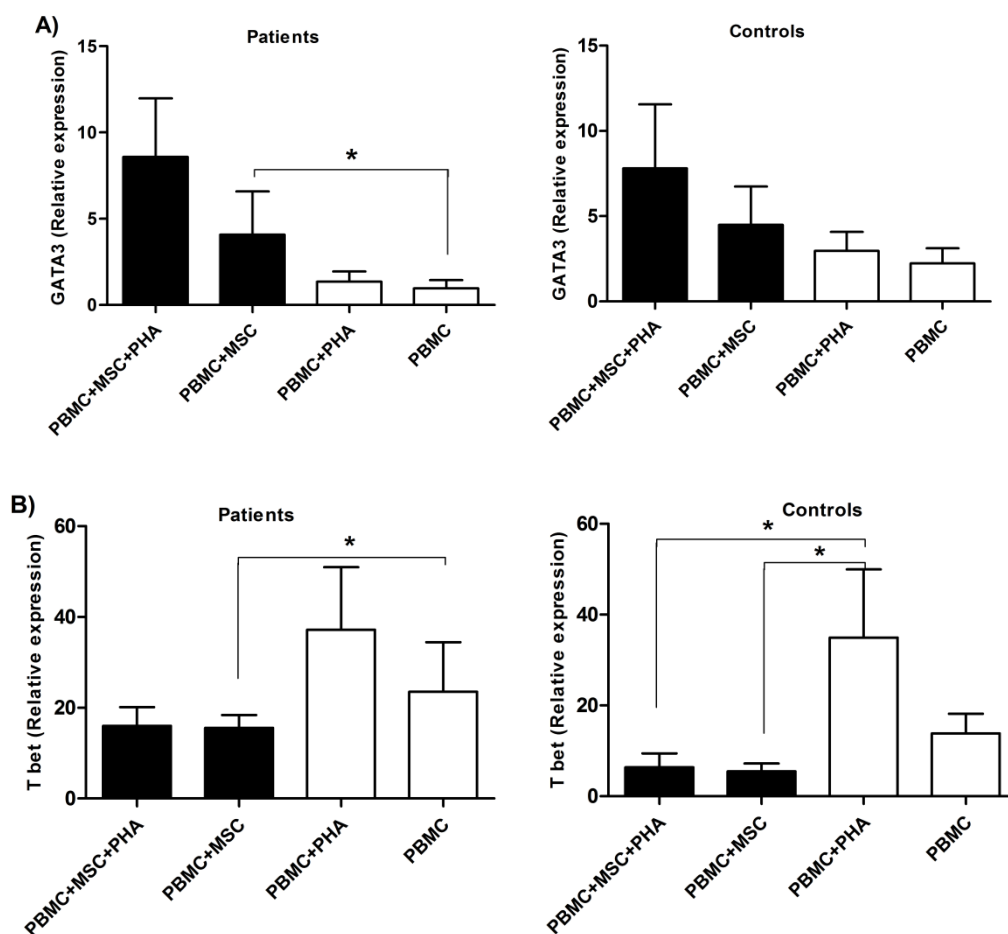 A)
Patients
GATA3 (Relative expression)
15
10
5
0
*
PBMC+MSC+PHA
PBMC+MSC
PBMC+PHA
PBMC
Controls
GATA3 (Relative expression)
15
10
5
0
PBMC+MSC+PHA
PBMC+MSC
PBMC+PHA
PBMC
B)
Patients
T bet (Relative expression)
60
40
20
0
*
PBMC+MSC+PHA
PBMC+MSC
PBMC+PHA
PBMC
Controls
T bet (Relative expression)
60
40
20
0
*
*
PBMC+MSC+PHA
PBMC+MSC
PBMC+PHA
PBMC